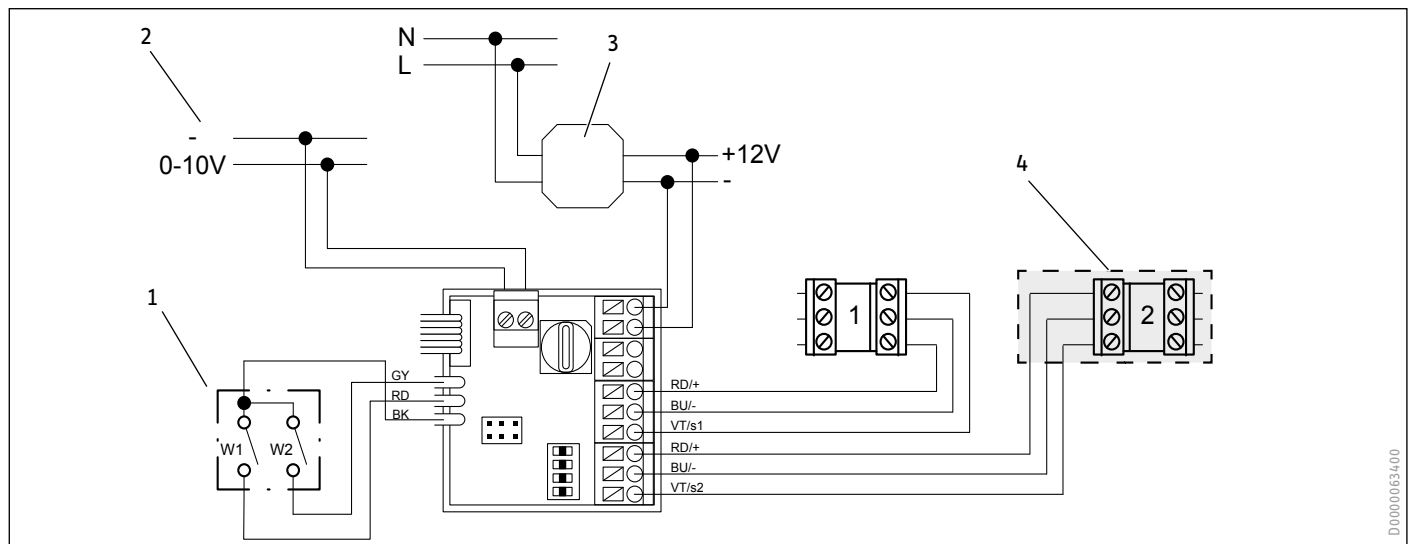 2
N
L
3
-
0-10V
+12V
-
4
1
1
2
GY
RD
BK
W1 W2
RD/+
BU/-
VT/s1
RD/+
BU/-
VT/s2
D0000063400